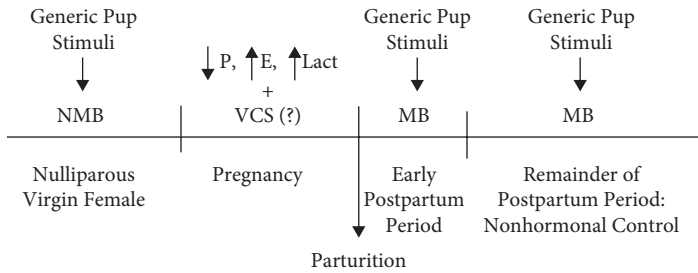 Generic Pup
Stimuli
Generic Pup
Stimuli
Generic Pup
Stimuli
↓ P, ↑ E, ↑ Lact
+
NMB
VCS (?)
MB
MB
Nulliparous
Virgin Female
Pregnancy
Early
Postpartum
Period
Remainder of
Postpartum Period:
Nonhormonal Control
Parturition